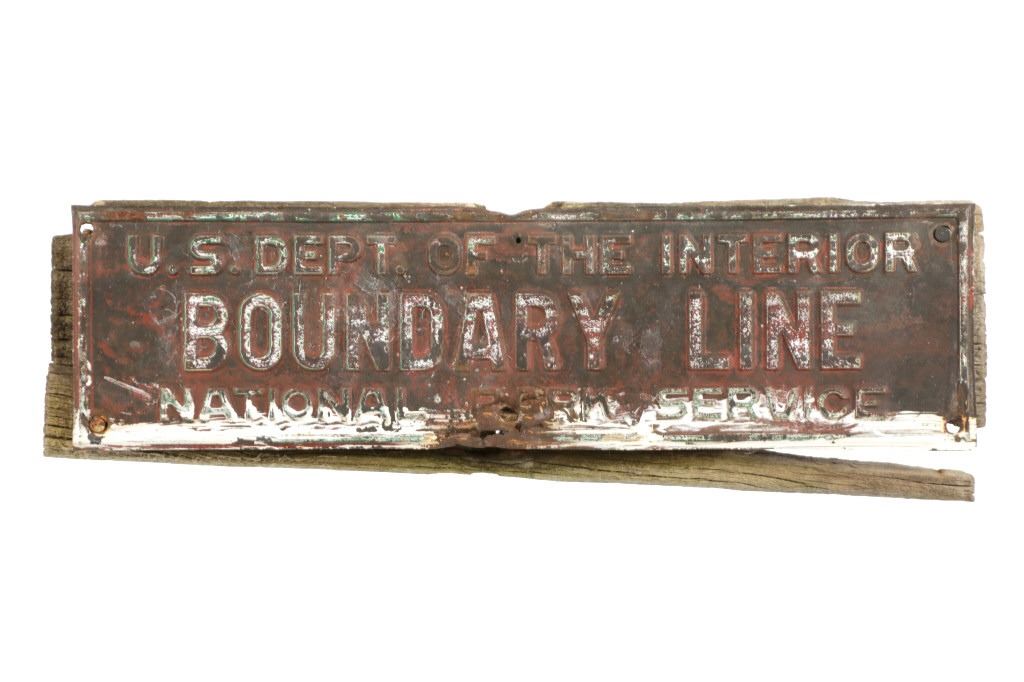 U.S. DEPT. OF THE INTERIOR
BOUNDARY LINE
NATIONAL PARK SERVICE